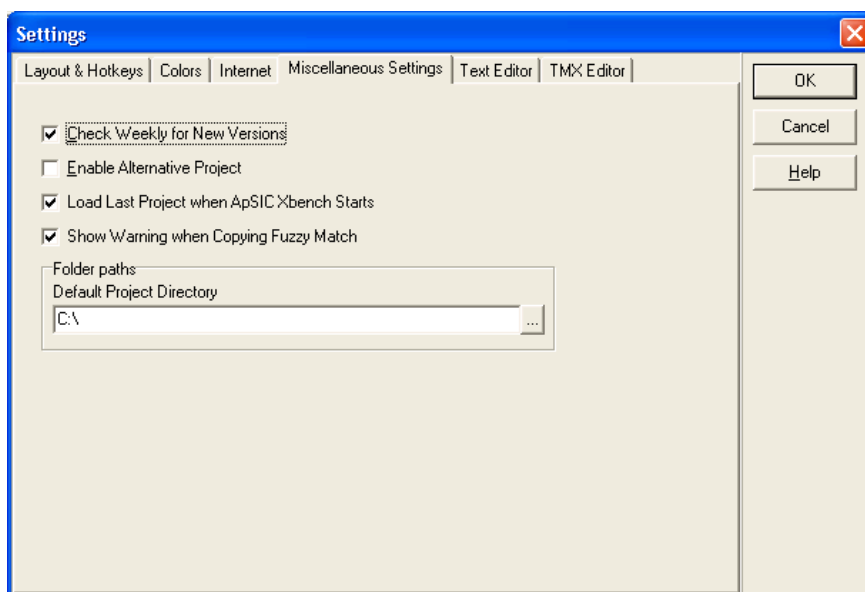 Settings
Layout & Hotkeys Colors Internet Miscellaneous Settings Text Editor TMX Editor
OK
Cancel
Help
Check Weekly for New Versions
Enable Alternative Project
Load Last Project when ApSIC Xbench Starts
Show Warning when Copying Fuzzy Match
Folder paths
Default Project Directory
C:\
...